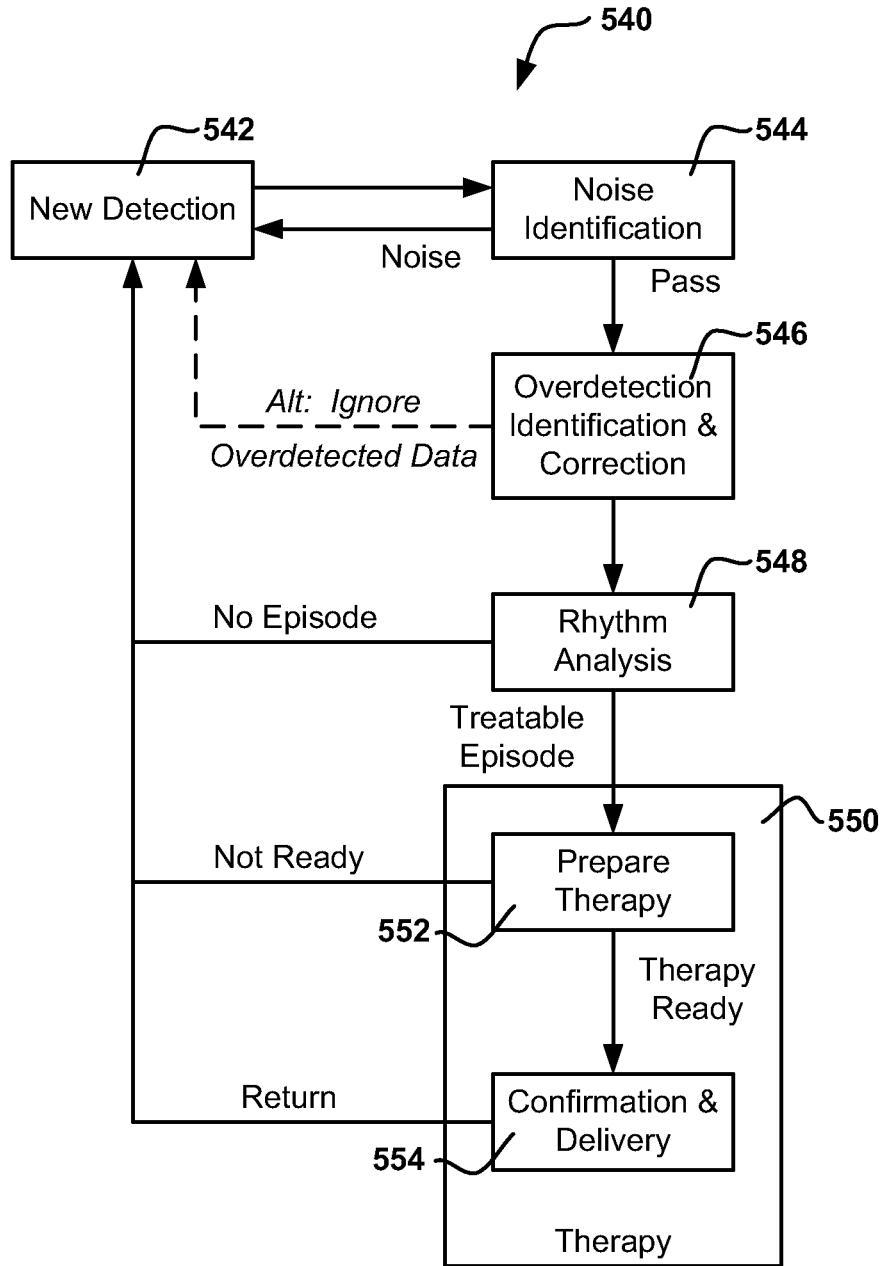 540
542
544
New Detection
Noise
Identification
Noise
Pass
546
Overdetection
Identification &
Correction
Alt: Ignore
Overdetected Data
548
No Episode
Rhythm
Analysis
Treatable
Episode
550
Not Ready
Prepare
Therapy
552
Therapy
Ready
Return
Confirmation &
Delivery
554
Therapy